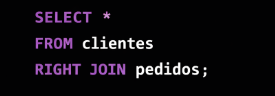 SELECT *
FROM clientes
RIGHT JOIN pedidos;